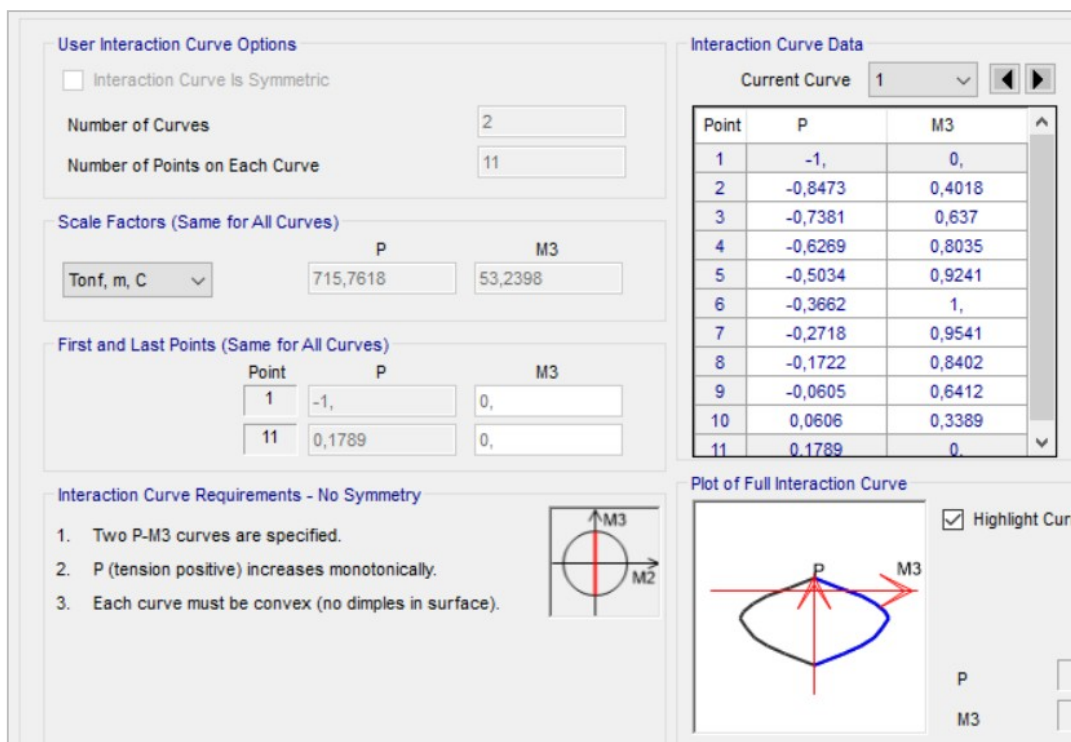 User Interaction Curve Options
Interaction Curve Is Symmetric
Number of Curves 2
Number of Points on Each Curve 11
Scale Factors (Same for All Curves)
P M3
Tonf, m, C 715,7618 53,2398
First and Last Points (Same for All Curves)
Point P M3
1 -1, 0,
11 0,1789 0,
Interaction Curve Requirements - No Symmetry
1. Two P-M3 curves are specified.
2. P (tension positive) increases monotonically.
3. Each curve must be convex (no dimples in surface).
M3
M2
Interaction Curve Data
Current Curve 1
Point P M3
1 -1, 0,
2 -0,8473 0,4018
3 -0,7381 0,637
4 -0,6269 0,8035
5 -0,5034 0,9241
6 -0,3662 1,
7 -0,2718 0,9541
8 -0,1722 0,8402
9 -0,0605 0,6412
10 0,0606 0,3389
11 0,1789 0,
Plot of Full Interaction Curve
P M3
Highlight Cur
P
M3